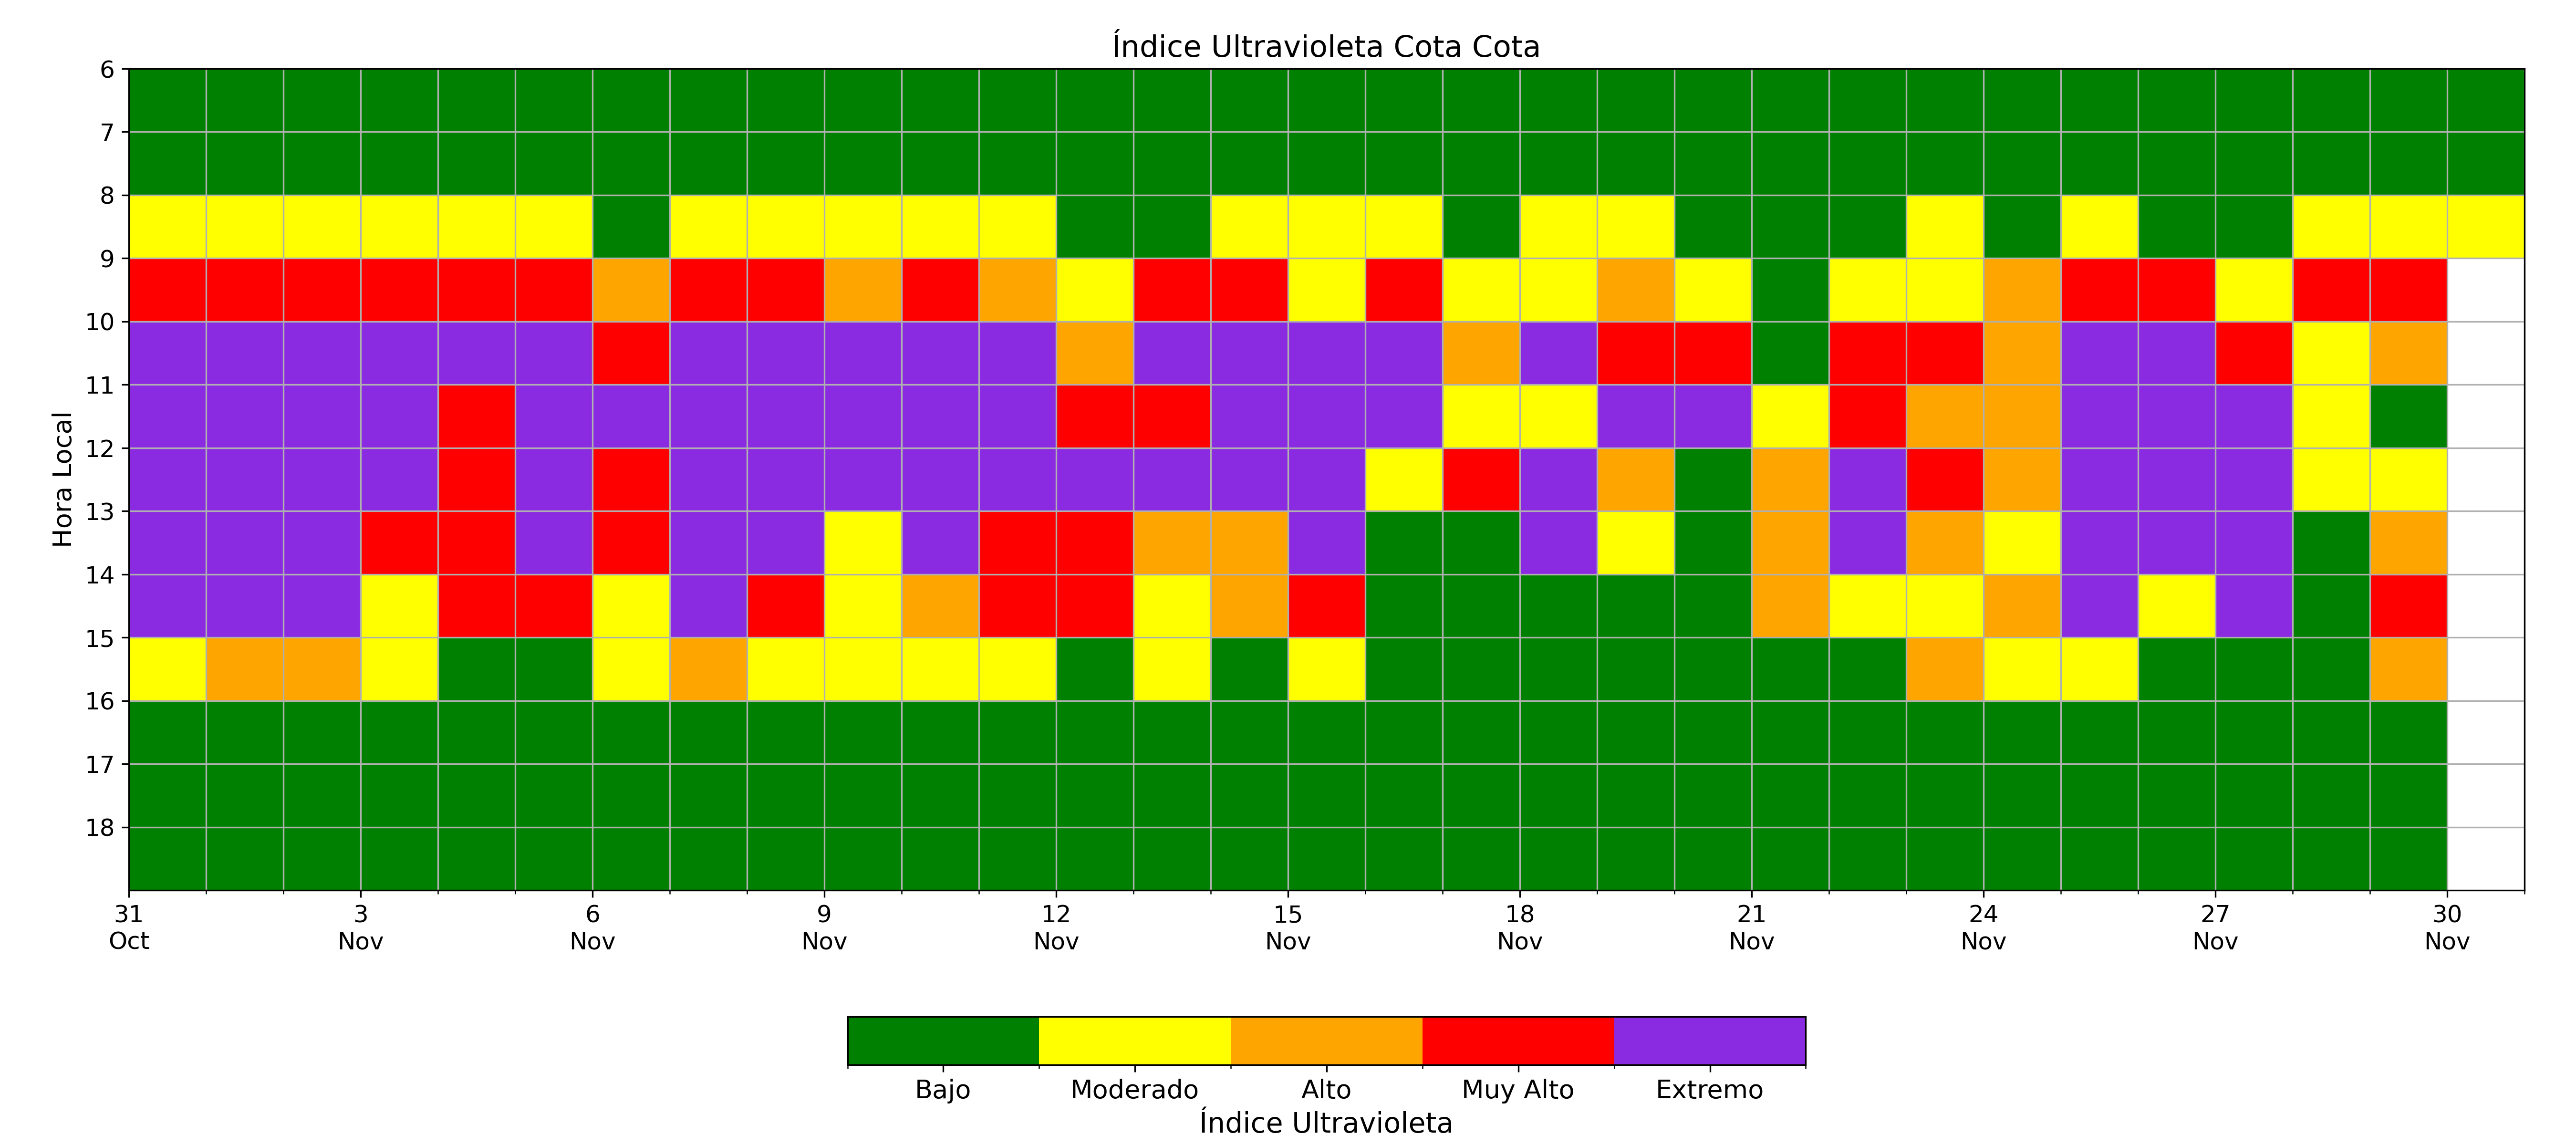 Índice Ultravioleta Cota Cota
Hora Local
6
7
8
9
10
11
12
13
14
15
16
17
18
31 3 6 9 12 15 18 21 24 27 30
Oct Nov Nov Nov Nov Nov Nov Nov Nov Nov Nov
Bajo Moderado Alto Muy Alto Extremo
Índice Ultravioleta